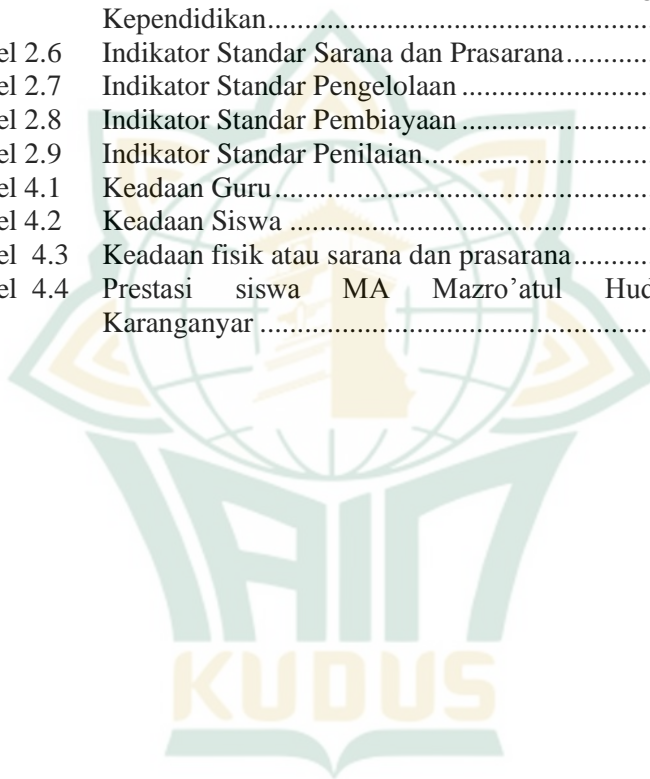 Kependidikan....................................................
el 2.6 Indikator Standar Sarana dan Prasarana...............
el 2.7 Indikator Standar Pengelolaan ............................
el 2.8 Indikator Standar Pembiayaan ............................
el 2.9 Indikator Standar Penilaian.................................
el 4.1 Keadaan Guru....................................................
el 4.2 Keadaan Siswa ..................................................
el 4.3 Keadaan fisik atau sarana dan prasarana.............
el 4.4 Prestasi siswa MA Mazro’atul Hud
Karanganyar ......................................................
IAIN
KUDUS